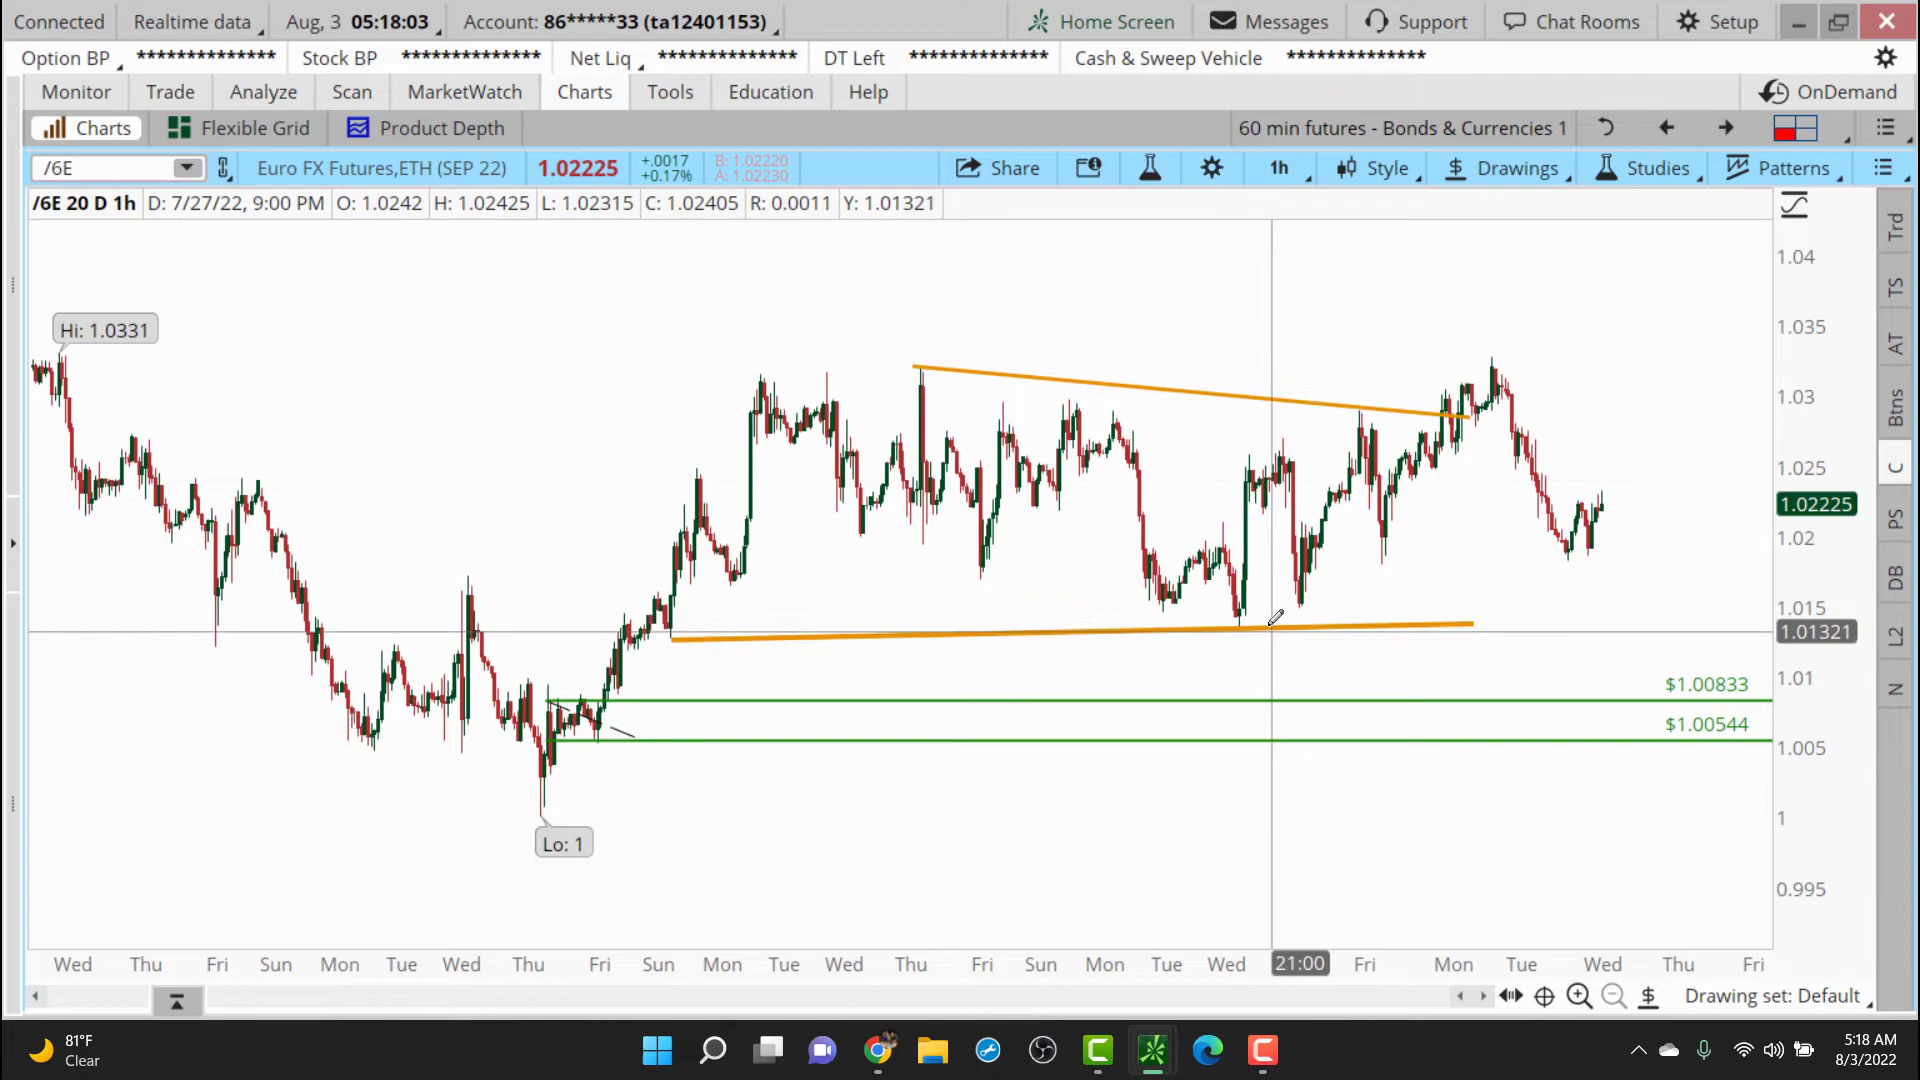 Connected Realtime data Aug, 3 05:18:03 Account: 86*****33 (ta12401153) Home Screen Messages Support Chat Rooms Setup
Option BP ************* Stock BP ************* Net Liq ************* DT Left ************* Cash & Sweep Vehicle *************
Monitor Trade Analyze Scan MarketWatch Charts Tools Education Help OnDemand
Charts Flexible Grid Product Depth 60 min futures - Bonds & Currencies 1
/6E Euro FX Futures,ETH (SEP 22) 1.02225 +.0017 +0.17% B: 1.02220 A: 1.02230 Share 1h Style $ Drawings Studies Patterns
/6E 20 D 1h D: 7/27/22, 9:00 PM O: 1.0242 H: 1.02425 L: 1.02315 C: 1.02405 R: 0.0011 Y: 1.01321
Trd
TS
AT
Btns
C
PS
DB
L2
N
1.04
1.035
1.03
1.025
1.02225
1.02
1.015
1.01321
1.01
1.005
1
0.995
Hi: 1.0331
$1.00833
$1.00544
Lo: 1
Wed Thu Fri Sun Mon Tue Wed Thu Fri Sun Mon Tue Wed Thu Fri Sun Mon Tue Wed 21:00 Fri Mon Tue Wed Thu Fri
$ Drawing set: Default
81°F
Clear
5:18 AM
8/3/2022